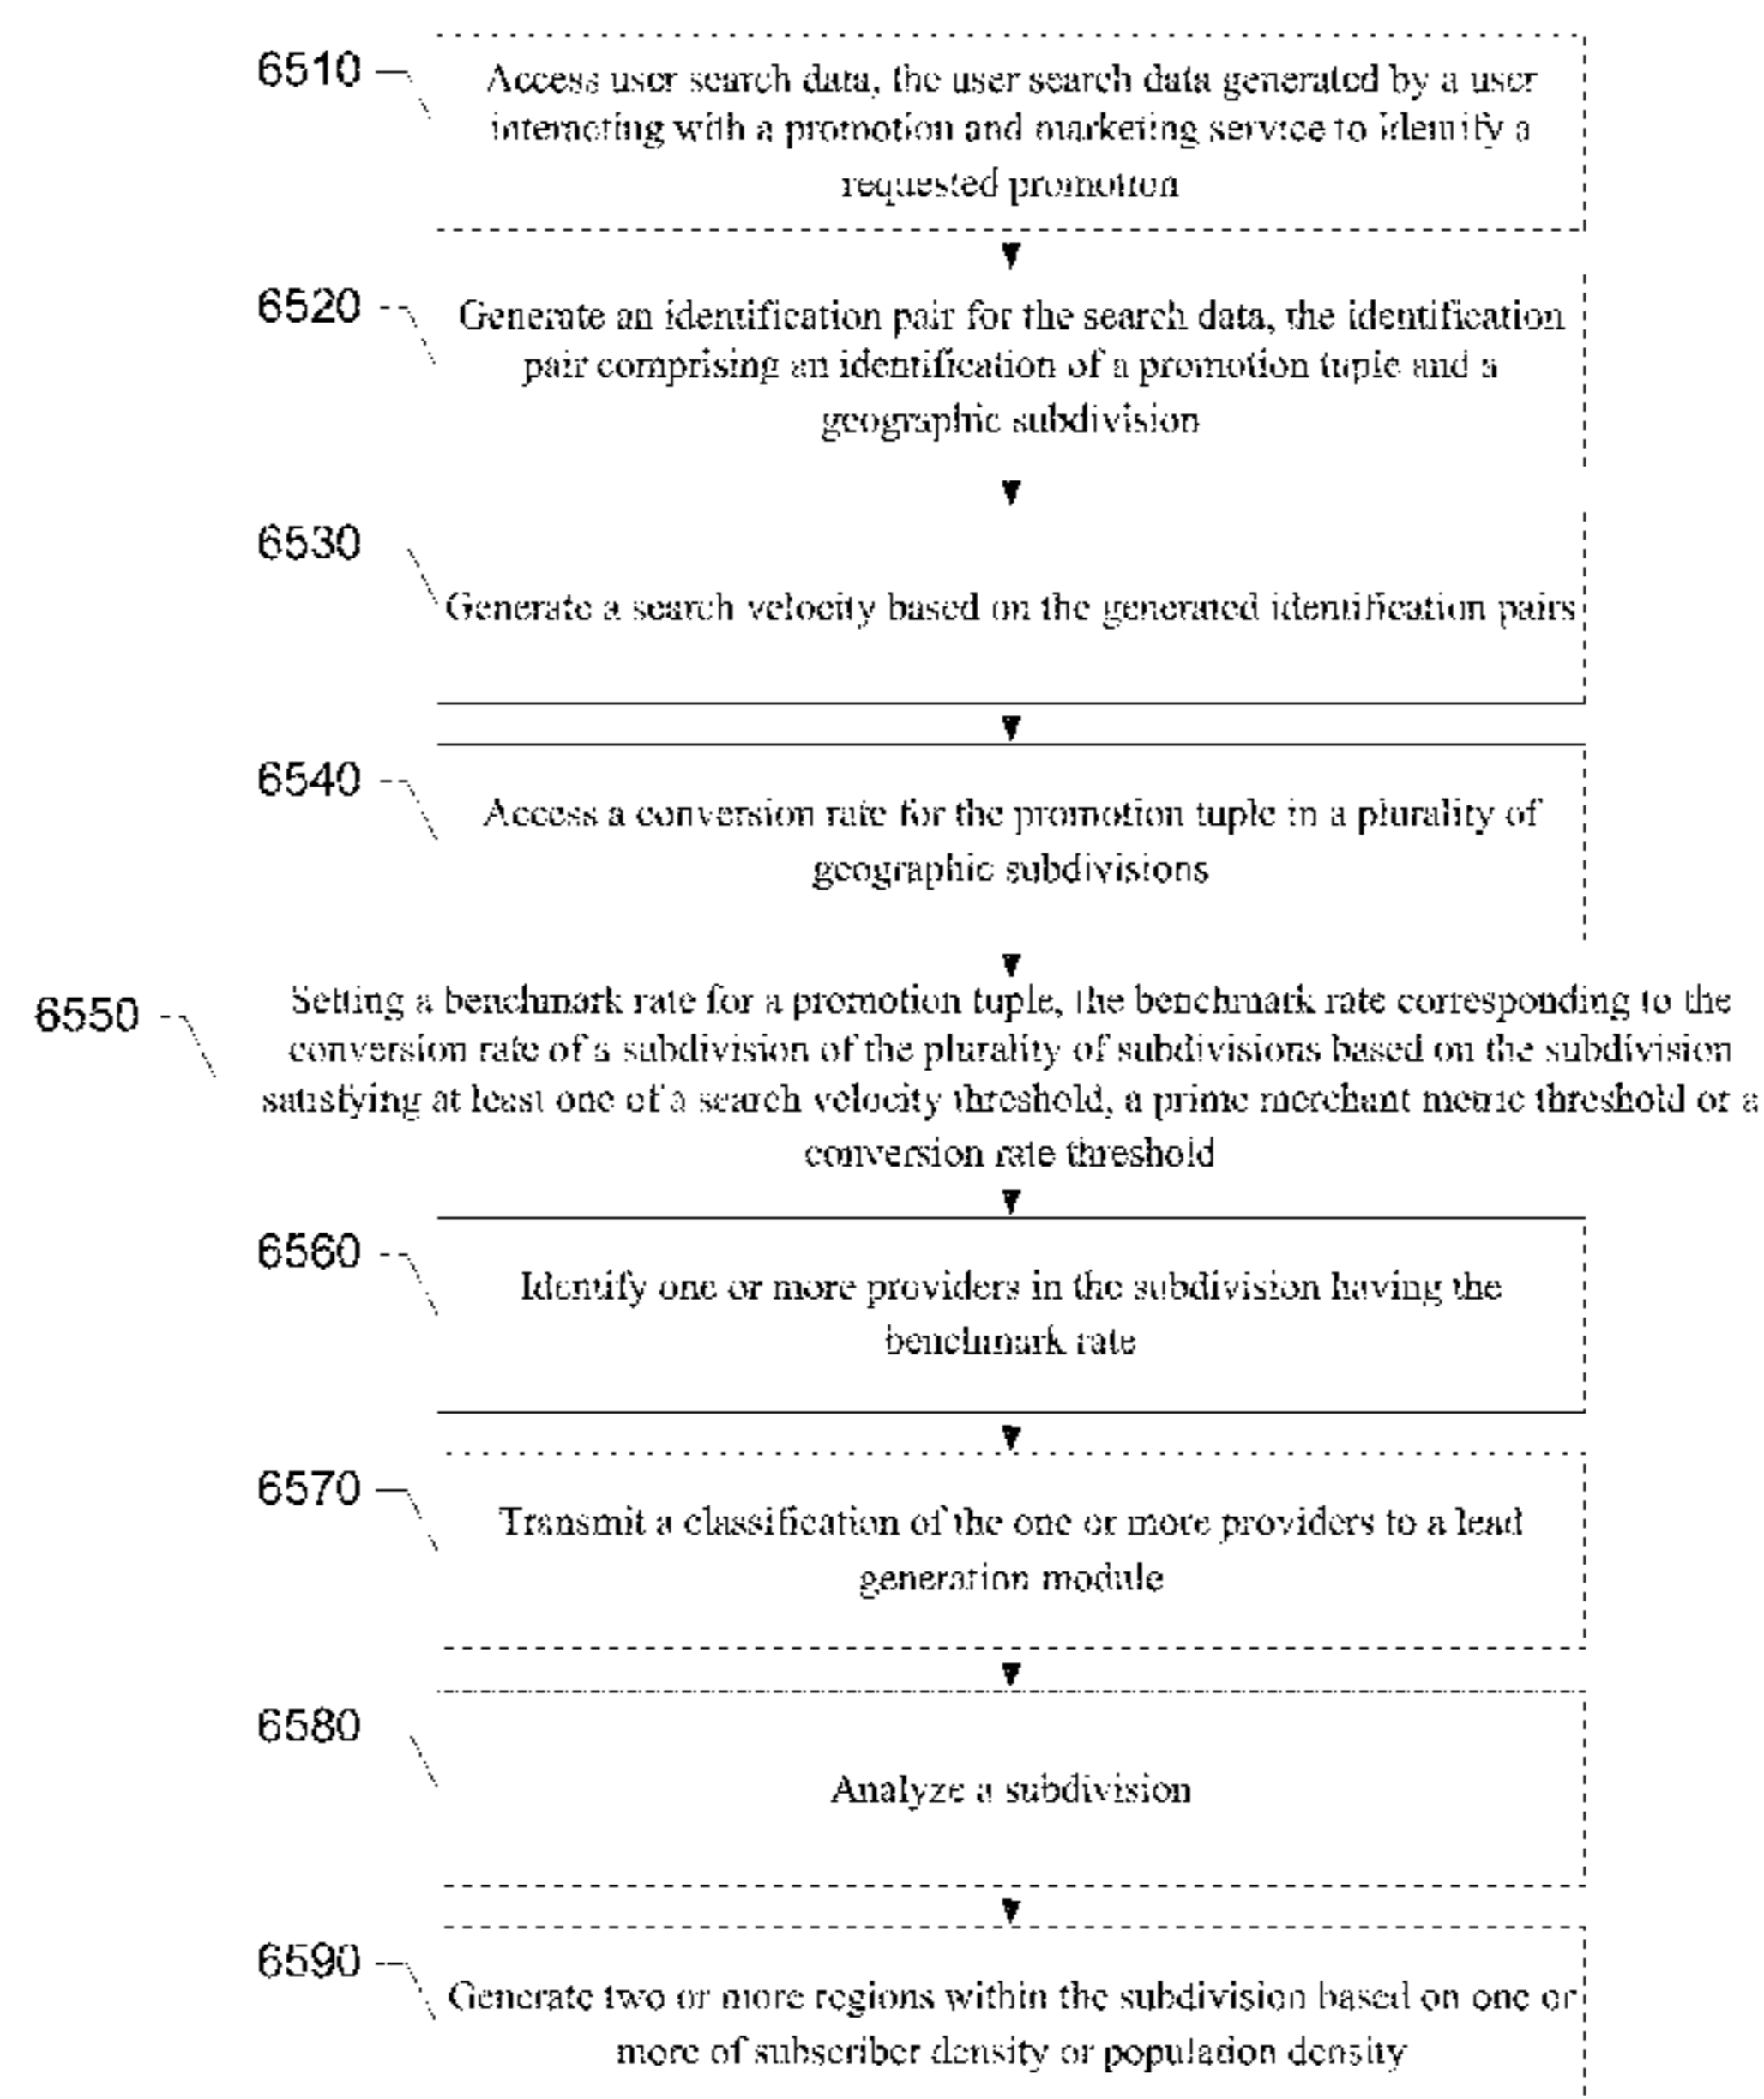 6510
Access user search data, the user search data generated by a user
interacting with a promotion and marketing service to identify a
requested promotion
6520
Generate an identification pair for the search data, the identification
pair comprising an identification of a promotion tuple and a
geographic subdivision
6530
Generate a search velocity based on the generated identification pairs
6540
Access a conversion rate for the promotion tuple in a plurality of
geographic subdivisions
6550
Setting a benchmark rate for a promotion tuple, the benchmark rate corresponding to the
conversion rate of a subdivision of the plurality of subdivisions based on the subdivision
satisfying at least one of a search velocity threshold, a prime merchant metric threshold or a
conversion rate threshold
6560
Identify one or more providers in the subdivision having the
benchmark rate
6570
Transmit a classification of the one or more providers to a lead
generation module
6580
Analyze a subdivision
6590
Generate two or more regions within the subdivision based on one or
more of subscriber density or population density